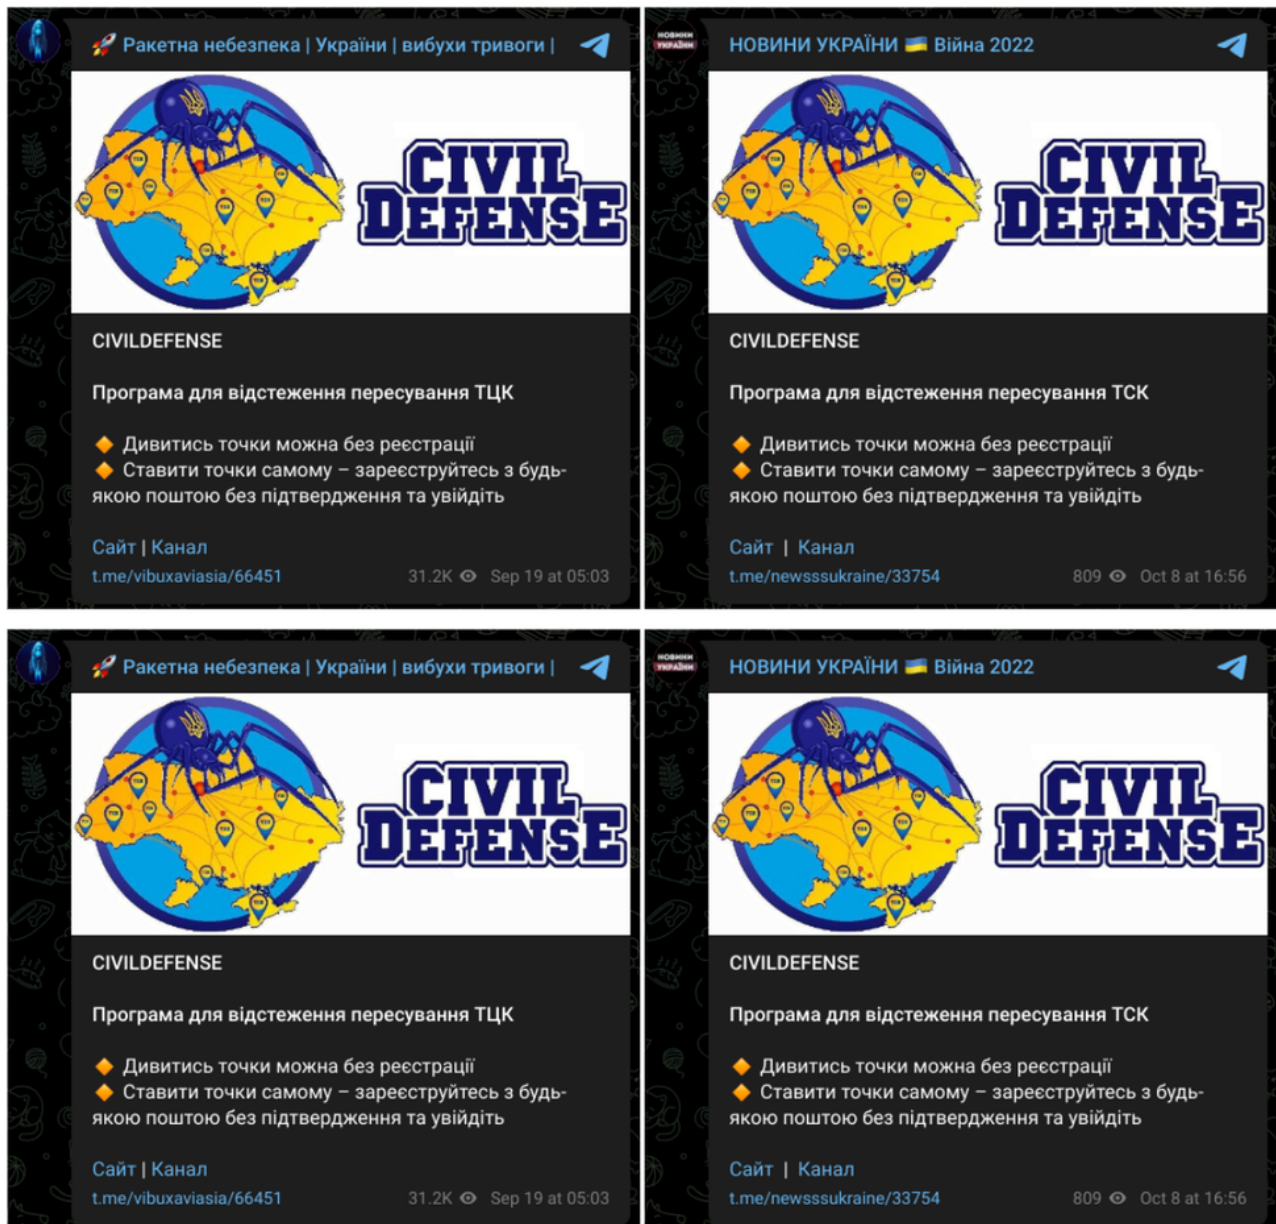 🚀 Ракетна небезпека | України | вибухи тривоги |
CIVIL
DEFENSE
CIVILDEFENSE
Програма для відстеження пересування ТЦК
🔸 Дивитись точки можна без реєстрації
🔸 Ставити точки самому – зареєструйтесь з будь-
якою поштою без підтвердження та увійдіть
Сайт | Канал
t.me/vibuxaviasia/66451 31.2K Sep 19 at 05:03
НОВИНИ УКРАЇНИ
НОВИНИ УКРАЇНИ 🇺🇦 Війна 2022
CIVIL
DEFENSE
CIVILDEFENSE
Програма для відстеження пересування ТСК
🔸 Дивитись точки можна без реєстрації
🔸 Ставити точки самому – зареєструйтесь з будь-
якою поштою без підтвердження та увійдіть
Сайт | Канал
t.me/newsssukraine/33754 809 Oct 8 at 16:56
🚀 Ракетна небезпека | України | вибухи тривоги |
CIVIL
DEFENSE
CIVILDEFENSE
Програма для відстеження пересування ТЦК
🔸 Дивитись точки можна без реєстрації
🔸 Ставити точки самому – зареєструйтесь з будь-
якою поштою без підтвердження та увійдіть
Сайт | Канал
t.me/vibuxaviasia/66451 31.2K Sep 19 at 05:03
НОВИНИ УКРАЇНИ
НОВИНИ УКРАЇНИ 🇺🇦 Війна 2022
CIVIL
DEFENSE
CIVILDEFENSE
Програма для відстеження пересування ТСК
🔸 Дивитись точки можна без реєстрації
🔸 Ставити точки самому – зареєструйтесь з будь-
якою поштою без підтвердження та увійдіть
Сайт | Канал
t.me/newsssukraine/33754 809 Oct 8 at 16:56